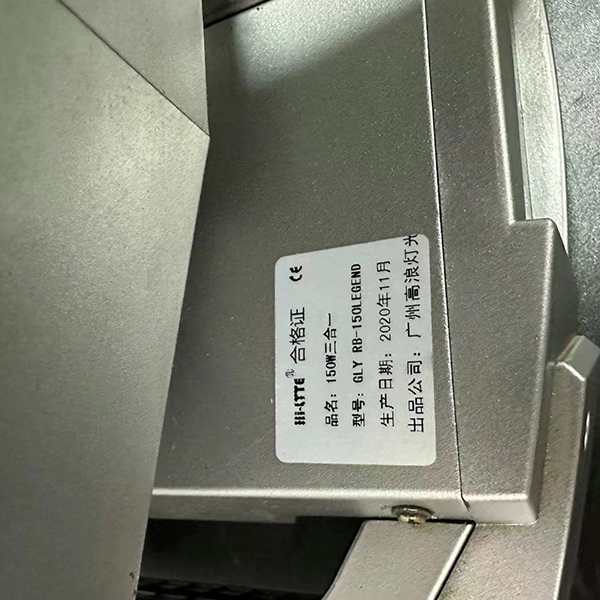 Hi-LTTE® 合格证 CE
品名: 150W三合一
型号: GLY RB-150LEGEND
生产日期: 2020年11月
出品公司: 广州高浪灯光